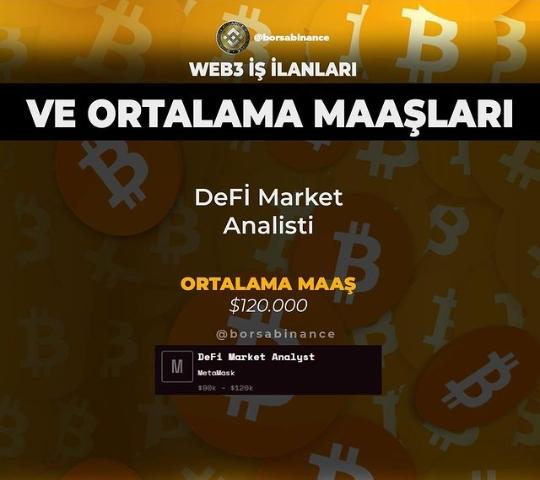 @borsabinance
WEB3 İŞ İLANLARI
VE ORTALAMA MAAŞLARI
DeFİ Market
Analisti
ORTALAMA MAAŞ
$120.000
@borsabinance
M
DeFi Market Analyst
MetaMask
$90k - $120k